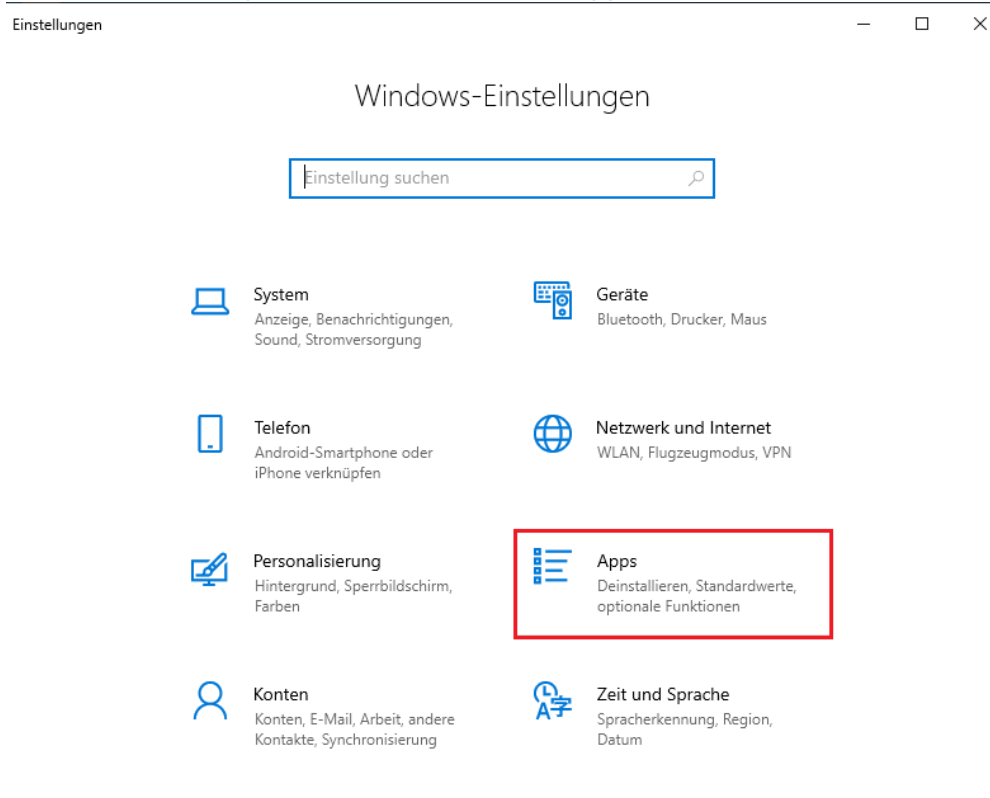 Einstellungen
Windows-Einstellungen
Einstellung suchen
System
Anzeige, Benachrichtigungen,
Sound, Stromversorgung
Geräte
Bluetooth, Drucker, Maus
Telefon
Android-Smartphone oder
iPhone verknüpfen
Netzwerk und Internet
WLAN, Flugzeugmodus, VPN
Personalisierung
Hintergrund, Sperrbildschirm,
Farben
Apps
Deinstallieren, Standardwerte,
optionale Funktionen
Konten
Konten, E-Mail, Arbeit, andere
Kontakte, Synchronisierung
Zeit und Sprache
Spracherkennung, Region,
Datum